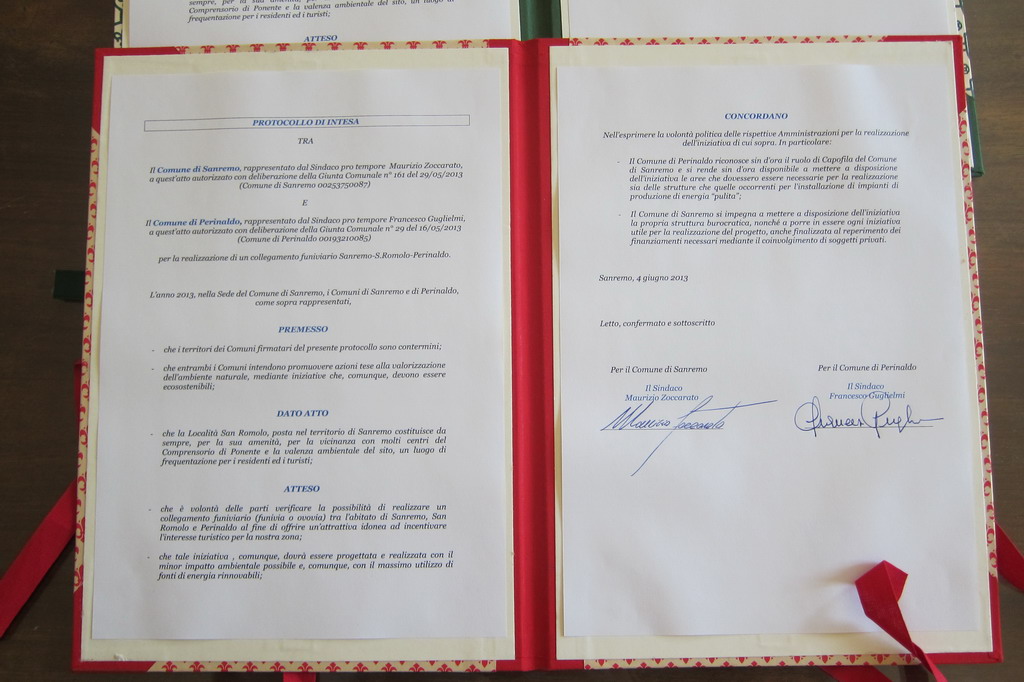 sempre, per la sua
Comprensorio di Ponente e la valenza ambientale del sito, un luogo di
frequentazione per i residenti ed i turisti;
ATTESO
PROTOCOLLO DI INTESA
TRA
Il Comune di Sanremo, rappresentato dal Sindaco pro tempore Maurizio Zoccarato,
a quest'atto autorizzato con deliberazione della Giunta Comunale n° 161 del 29/05/2013
(Comune di Sanremo 00253750087)
E
Il Comune di Perinaldo, rappresentato dal Sindaco pro tempore Francesco Guglielmi,
a quest'atto autorizzato con deliberazione della Giunta Comunale n° 29 del 16/05/2013
(Comune di Perinaldo 00193210085)
per la realizzazione di un collegamento funiviario Sanremo-S.Romolo-Perinaldo.
L'anno 2013, nella Sede del Comune di Sanremo, i Comuni di Sanremo e di Perinaldo,
come sopra rappresentati,
PREMESSO
- che i territori dei Comuni firmatari del presente protocollo sono contermini;
- che entrambi i Comuni intendono promuovere azioni tese alla valorizzazione
dell'ambiente naturale, mediante iniziative che, comunque, devono essere
ecosostenibili;
DATO ATTO
- che la Località San Romolo, posta nel territorio di Sanremo costituisce da
sempre, per la sua amenità, per la vicinanza con molti centri del
Comprensorio di Ponente e la valenza ambientale del sito, un luogo di
frequentazione per i residenti ed i turisti;
ATTESO
- che è volontà delle parti verificare la possibilità di realizzare un
collegamento funiviario (funivia o ovovia) tra l'abitato di Sanremo, San
Romolo e Perinaldo al fine di offrire un'attrattiva idonea ad incentivare
l'interesse turistico per la nostra zona;
- che tale iniziativa , comunque, dovrà essere progettata e realizzata con il
minor impatto ambientale possibile e, comunque, con il massimo utilizzo di
fonti di energia rinnovabili;
CONCORDANO
Nell'esprimere la volontà politica delle rispettive Amministrazioni per la realizzazione
dell'iniziativa di cui sopra. In particolare:
- Il Comune di Perinaldo riconosce sin d'ora il ruolo di Capofila del Comune
di Sanremo e si rende sin d'ora disponibile a mettere a disposizione
dell'iniziativa le aree che dovessero essere necessarie per la realizzazione
sia delle strutture che quelle occorrenti per l'installazione di impianti di
produzione di energia "pulita";
- Il Comune di Sanremo si impegna a mettere a disposizione dell'iniziativa
la propria struttura burocratica, nonché a porre in essere ogni iniziativa
utile per la realizzazione del progetto, anche finalizzata al reperimento dei
finanziamenti necessari mediante il coinvolgimento di soggetti privati.
Sanremo, 4 giugno 2013
Letto, confermato e sottoscritto
Per il Comune di Sanremo
Il Sindaco
Maurizio Zoccarato
Maurizio Zoccarato
Per il Comune di Perinaldo
Il Sindaco
Francesco Guglielmi